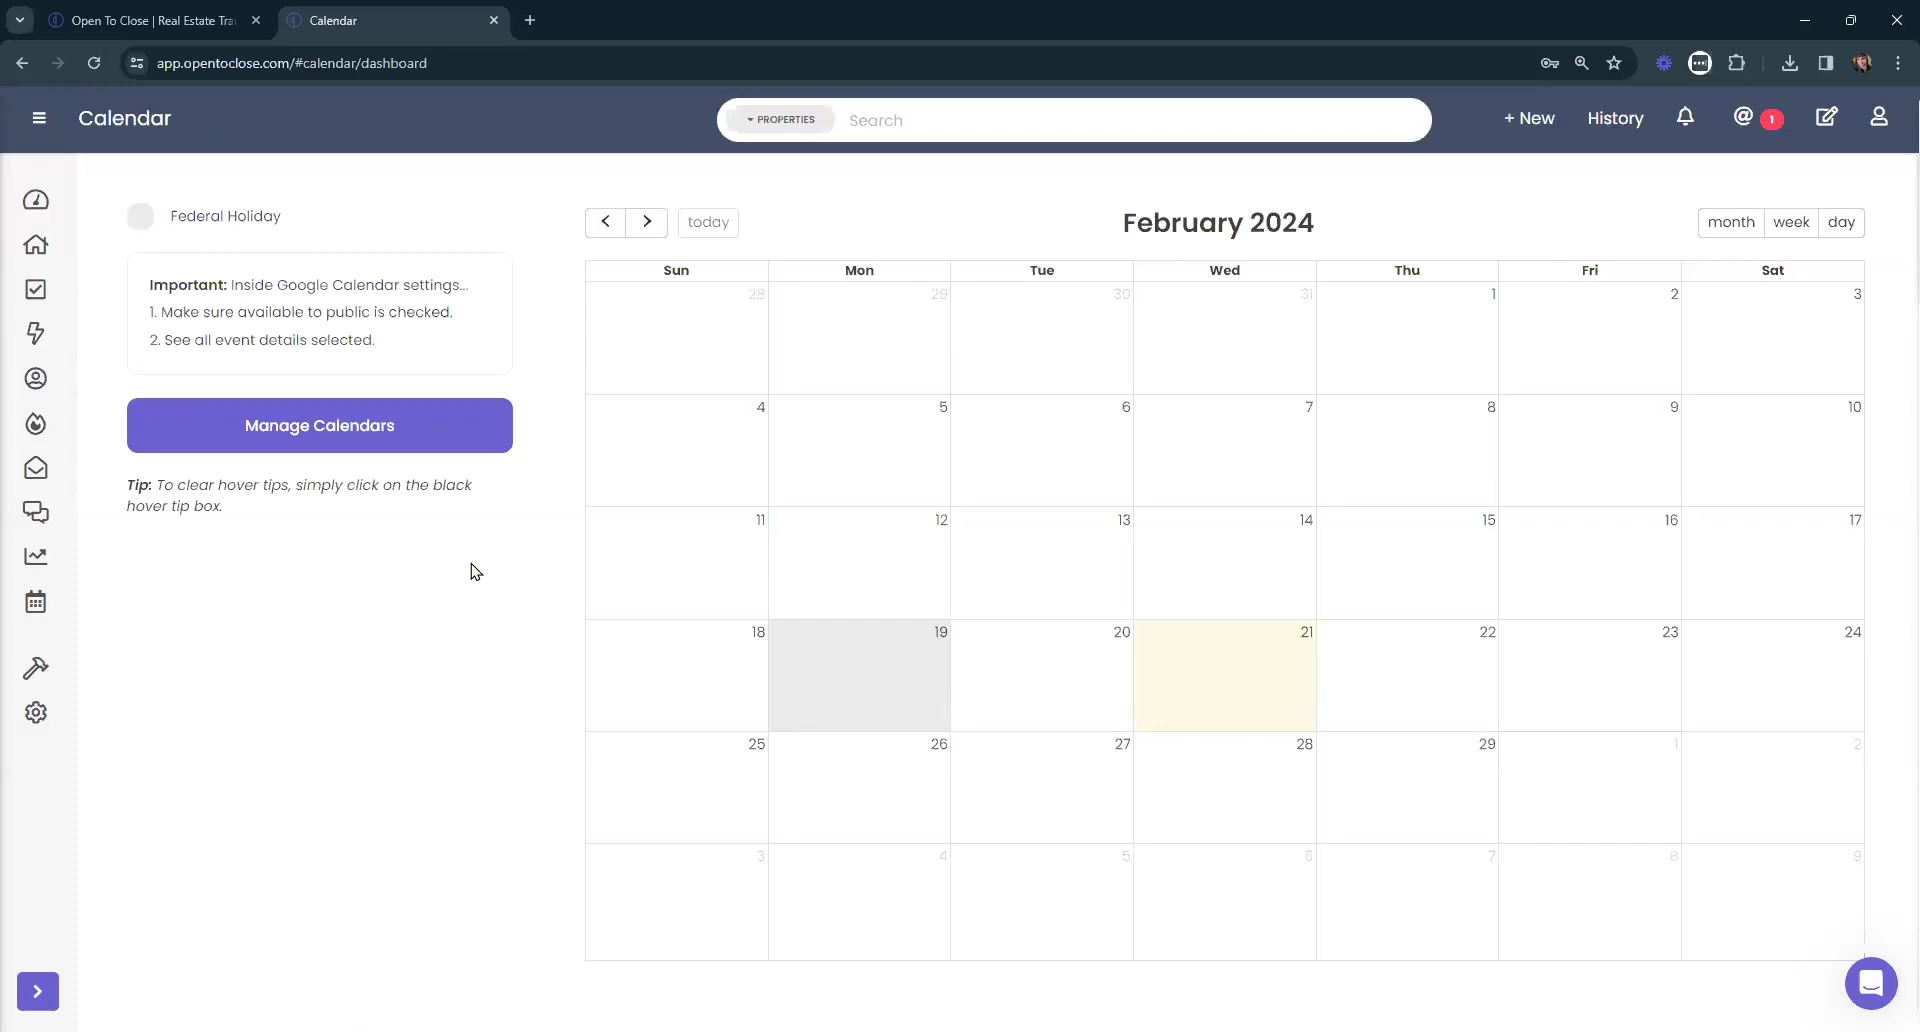 Open To Close | Real Estate Tra
Calendar
app.opentoclose.com/#calendar/dashboard
Calendar
PROPERTIES
Search
+ New
History
@
1
Federal Holiday
Important: Inside Google Calendar settings...
1. Make sure available to public is checked.
2. See all event details selected.
Manage Calendars
Tip: To clear hover tips, simply click on the black
hover tip box.
today
February 2024
month week day
Sun Mon Tue Wed Thu Fri Sat
28 29 30 31 1 2 3
4 5 6 7 8 9 10
11 12 13 14 15 16 17
18 19 20 21 22 23 24
25 26 27 28 29 1 2
3 4 5 6 7 8 9